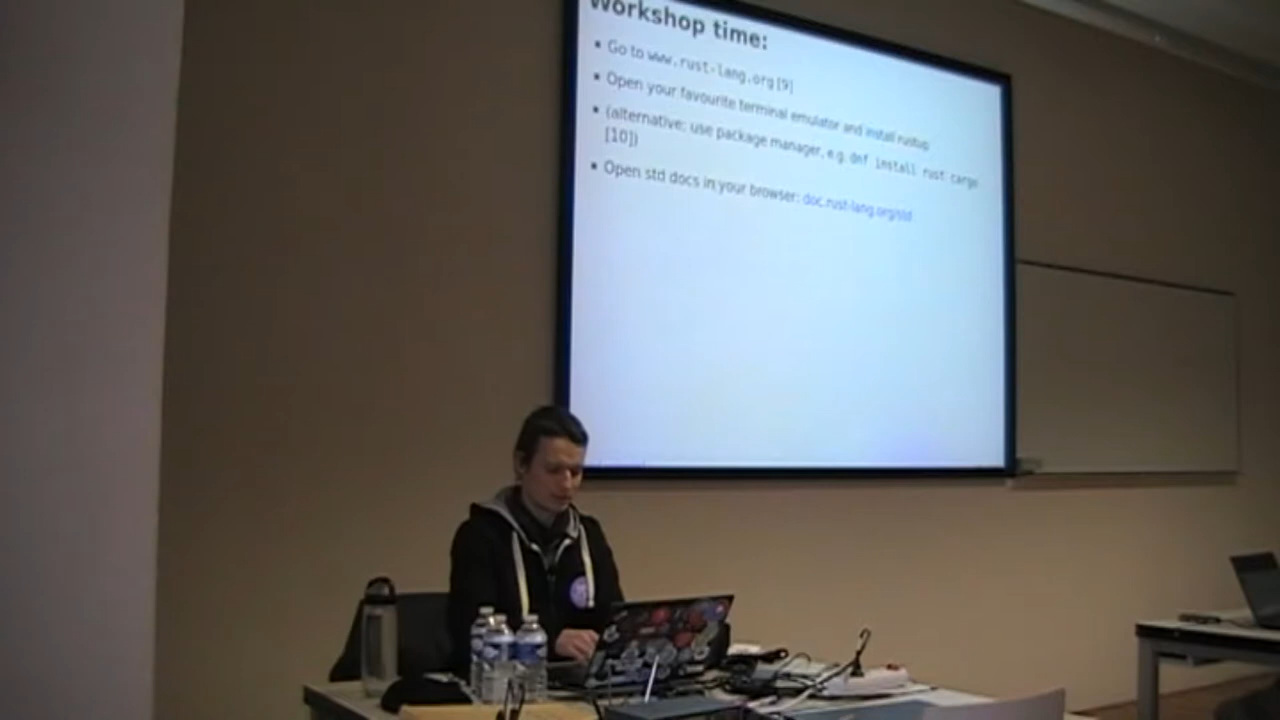 Workshop time:
Go to www.rust-lang.org [9]
Open your favourite terminal emulator and install rustup
(alternative: use package manager, e.g. dnf install rust cargo
[10])
Open std docs in your browser: doc.rust-lang.org/std